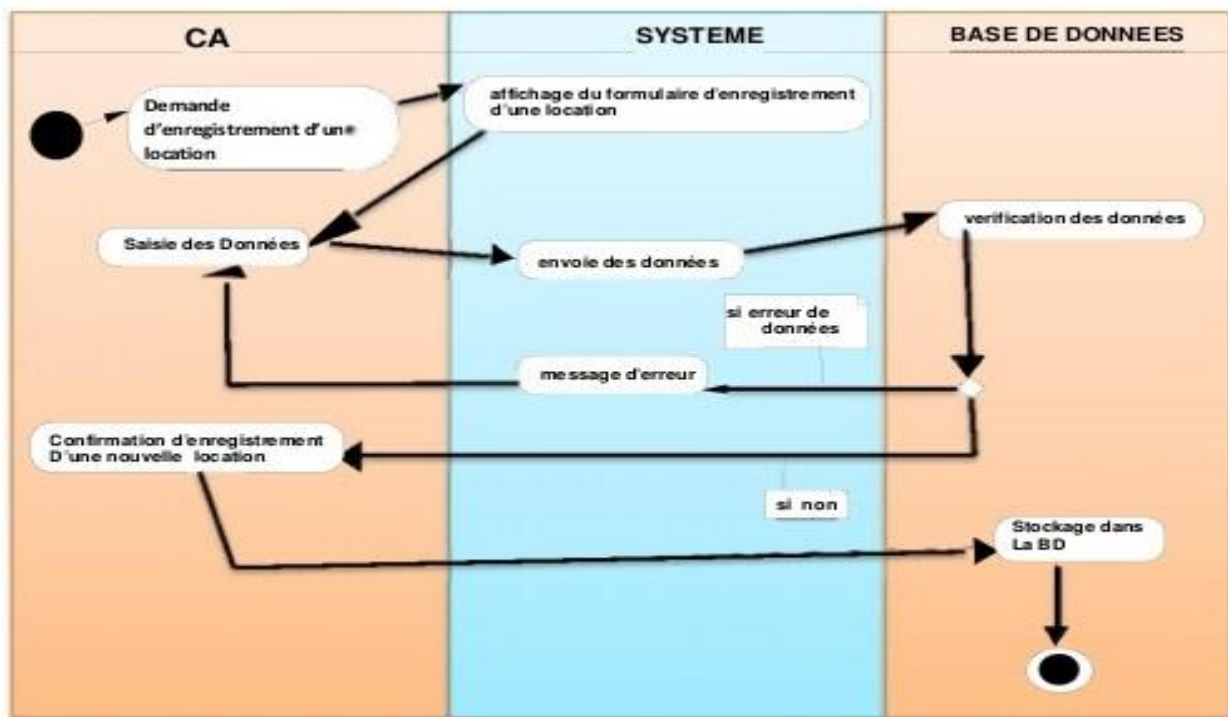 CA
SYSTEME
BASE DE DONNEES
Demande
d'enregistrement d'une
location
affichage du formulaire d'enregistrement
d'une location
Saisie des Données
envoie des données
verification des données
si erreur de
données
message d'erreur
Confirmation d'enregistrement
D'une nouvelle location
si non
Stockage dans
La BD